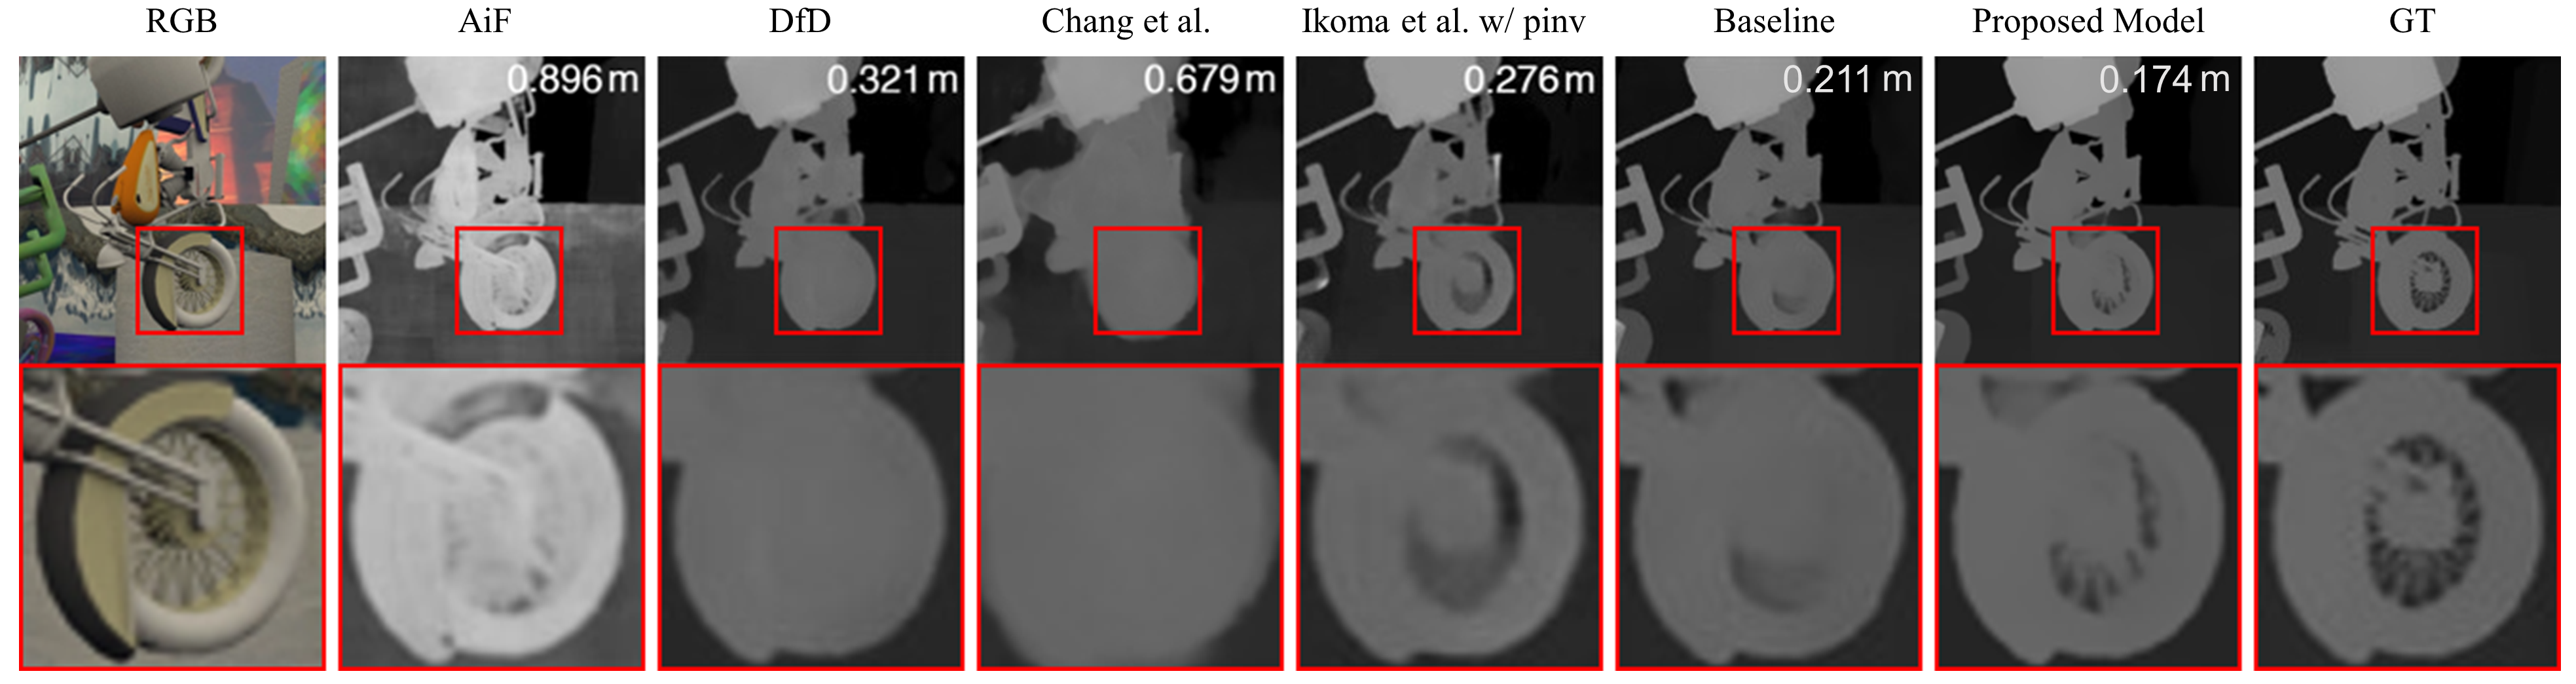 RGB AiF DfD Chang et al. Ikoma et al. w/ pinv Baseline Proposed Model GT
0.896 m 0.321 m 0.679 m 0.276 m 0.211 m 0.174 m